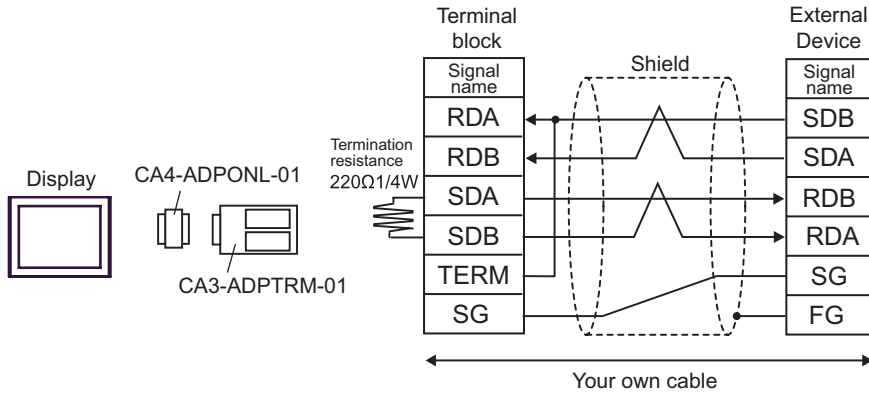 Terminal
block
External
Device
Shield
Signal
name
Signal
name
RDA
SDB
Termination
resistance
220Ω1/4W
RDB
SDA
Display
CA4-ADPONL-01
SDA
RDB
SDB
RDA
CA3-ADPTRM-01
TERM
SG
SG
FG
Your own cable